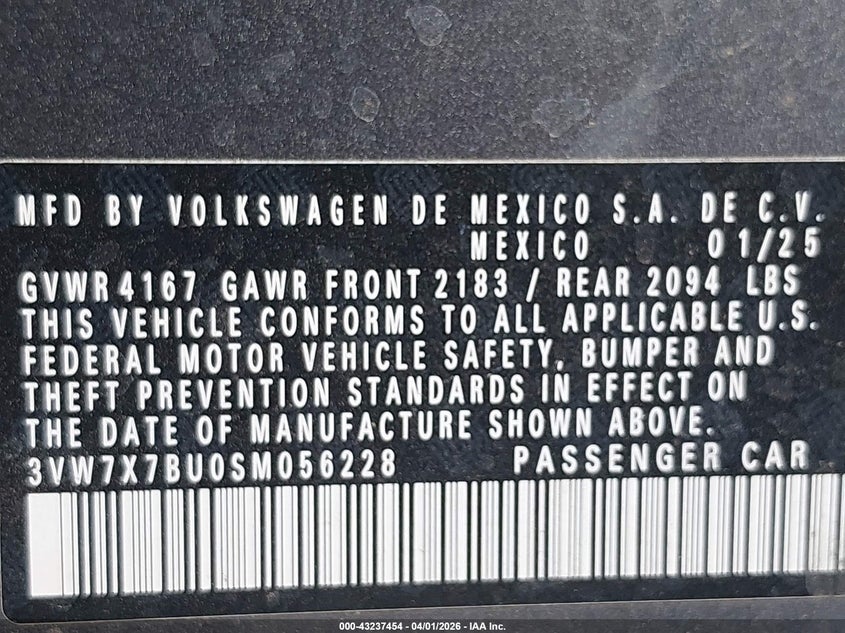 MFD BY VOLKSWAGEN DE MEXICO S.A. DE C.V.
MEXICO 01/25
GVWR 4167 GAWR FRONT 2183 / REAR 2094 LBS
THIS VEHICLE CONFORMS TO ALL APPLICABLE U.S.
FEDERAL MOTOR VEHICLE SAFETY, BUMPER AND
THEFT PREVENTION STANDARDS IN EFFECT ON
THE DATE OF MANUFACTURE SHOWN ABOVE.
3VW7X7BU0SM056228 PASSENGER CAR
000-43237454 - 04/01/2026 - IAA Inc.